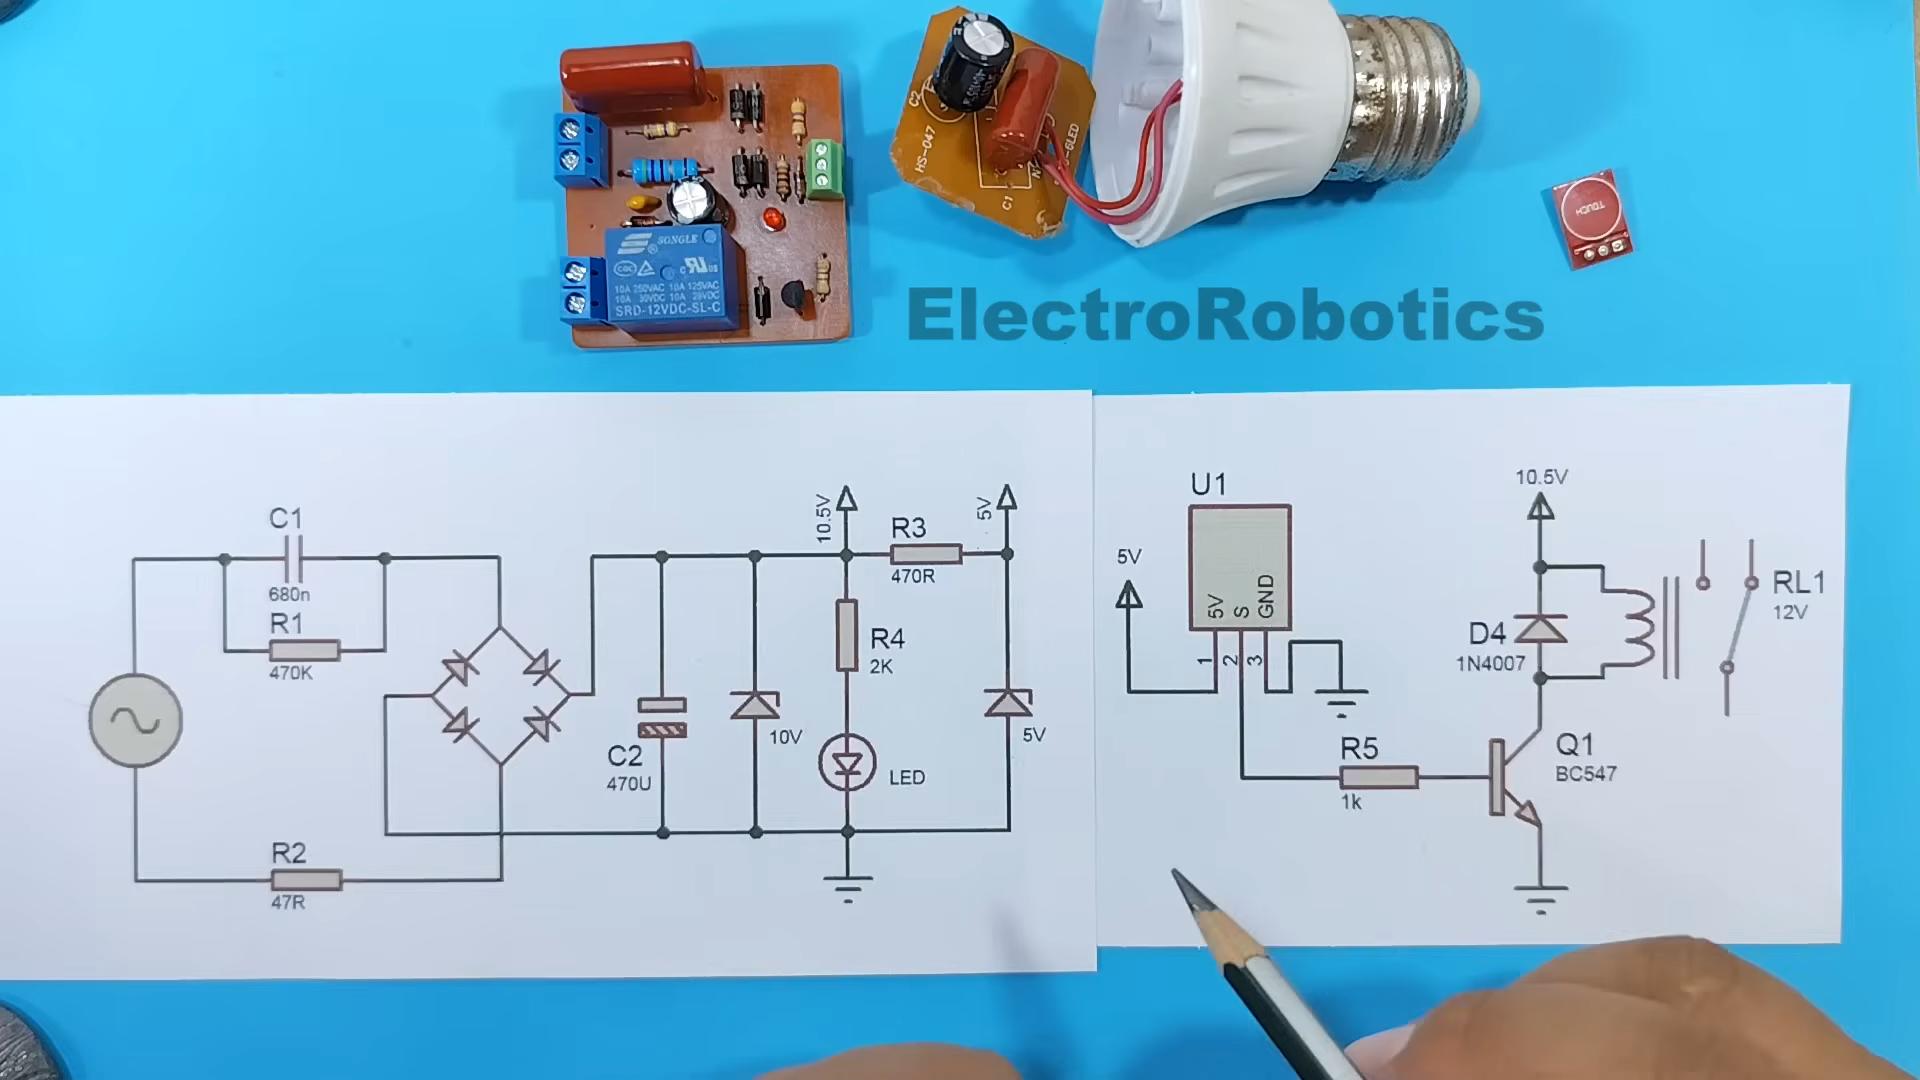 SONGLE
10A 250VAC 10A 125VAC
10A 30VDC 10A 28VDC
SRD-12VDC-SL-C
C2
HS-047
C1
6LED
TOUCH
ElectroRobotics
C1
680n
R1
470K
R2
47R
C2
470U
10V
10.5V
R3
470R
R4
2K
LED
5V
5V
U1
5V
5V
S
GND
1
2
3
R5
1k
10.5V
D4
1N4007
Q1
BC547
RL1
12V